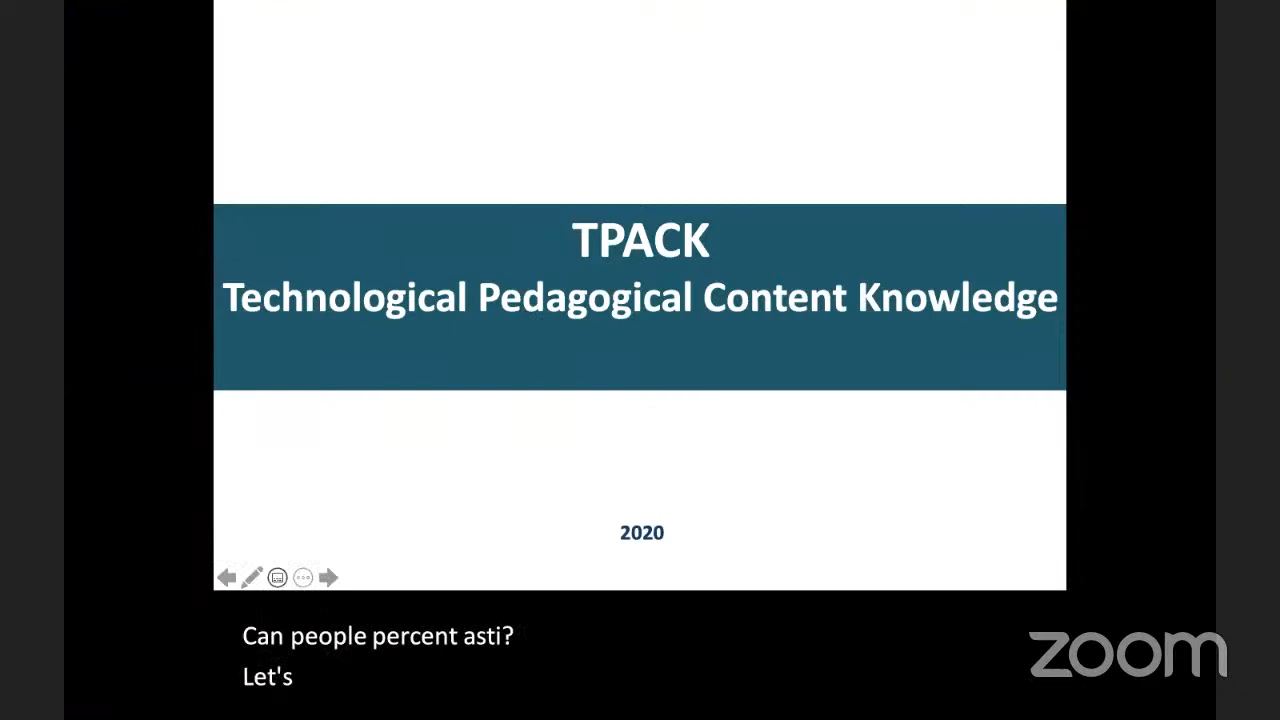 TPACK
Technological Pedagogical Content Knowledge
2020
Can people percent asti?
Let's
zoom